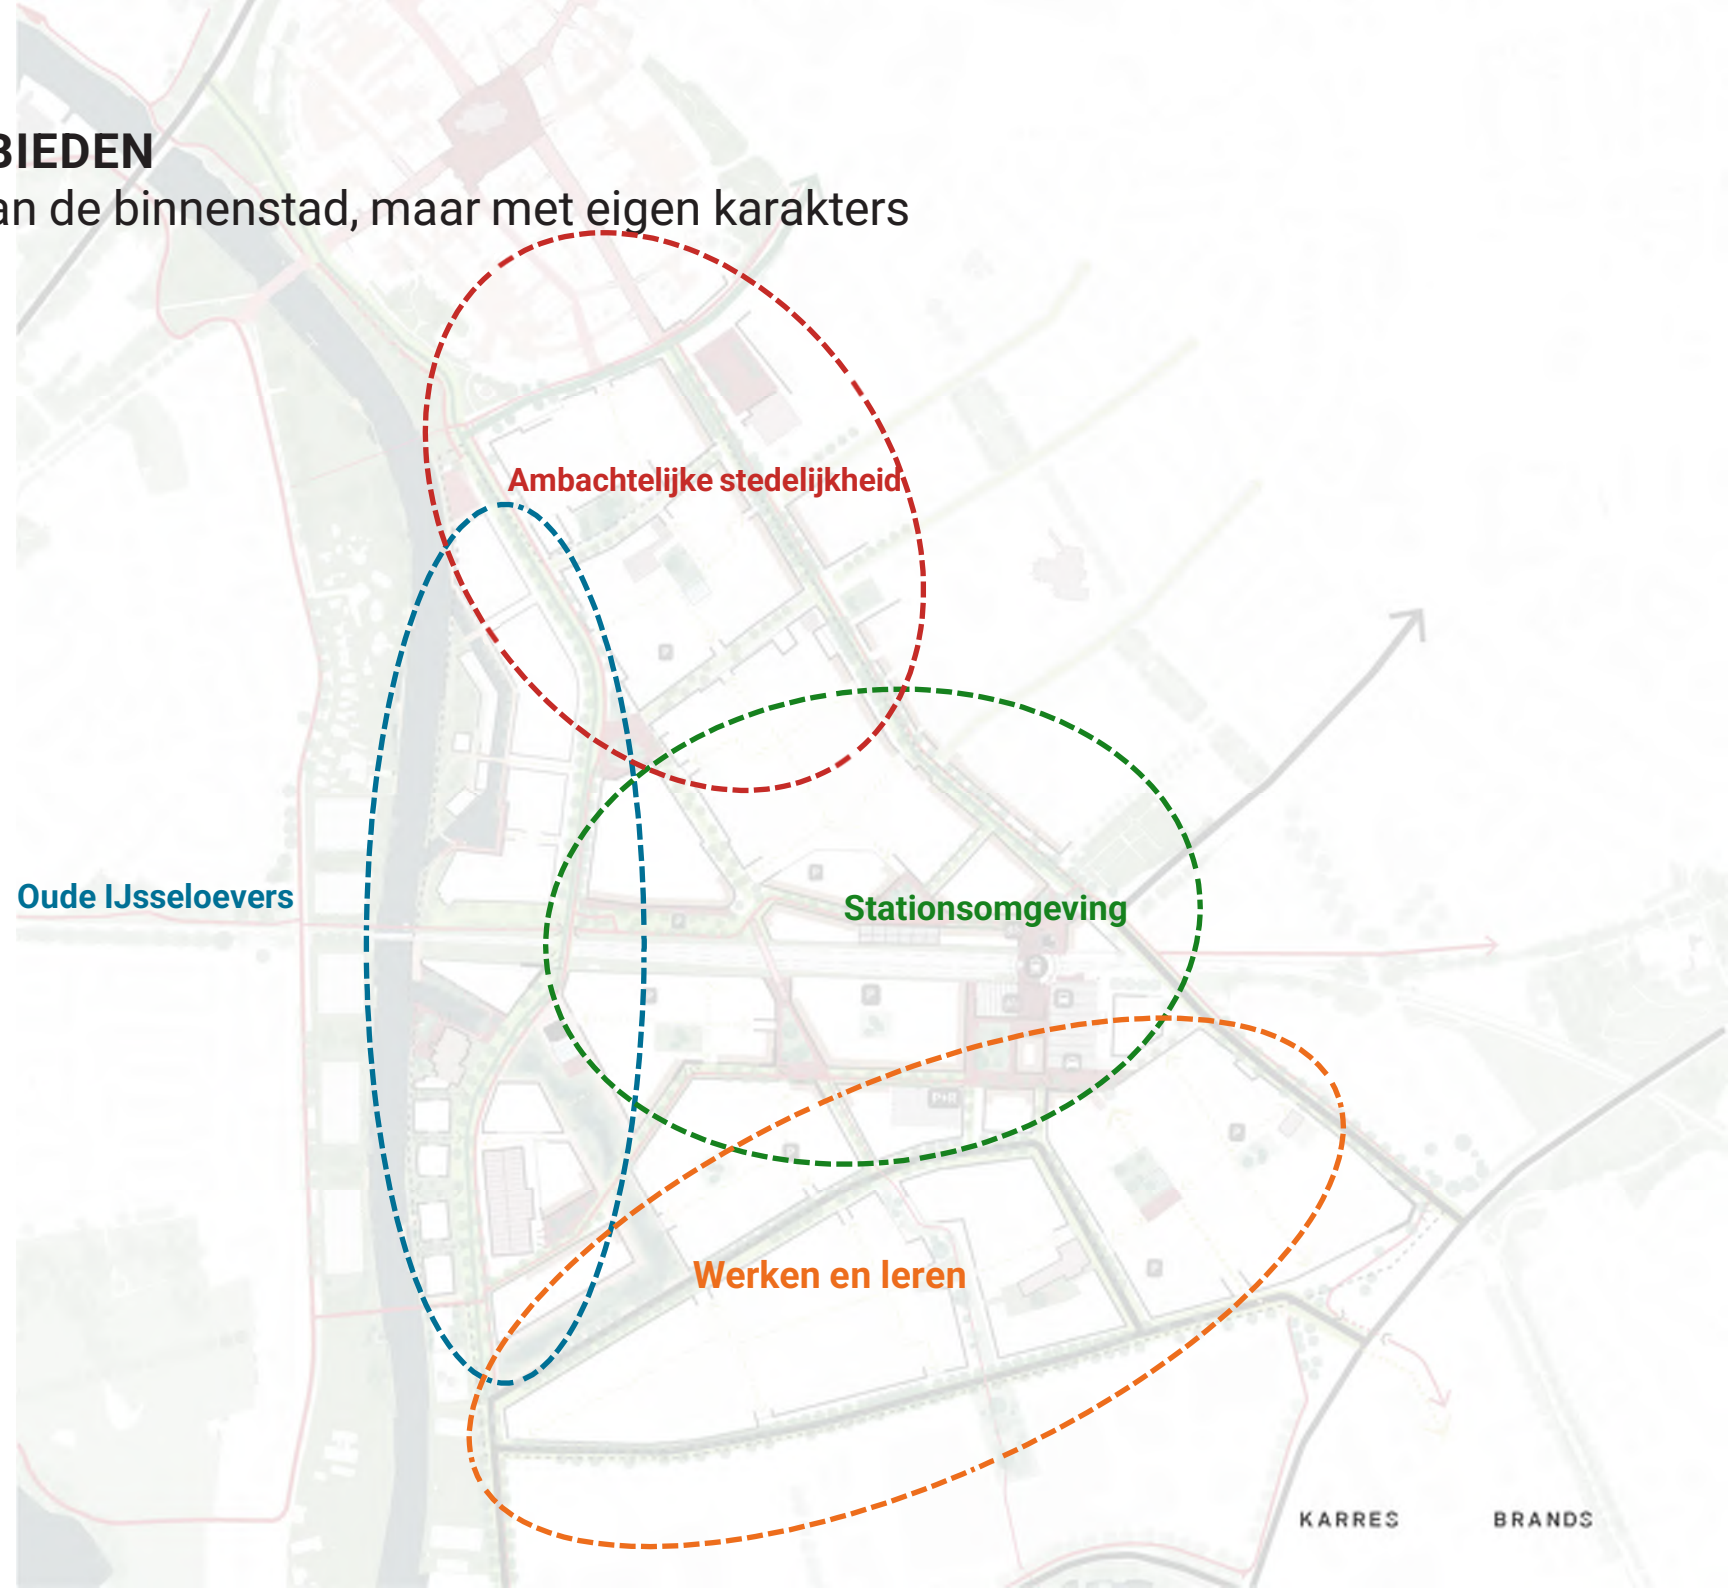 BIEDEN
an de binnenstad, maar met eigen karakters
Ambachtelijke stedelijkheid
Oude IJsseloevers
Stationsomgeving
P+R
Werken en leren
KARRES BRANDS